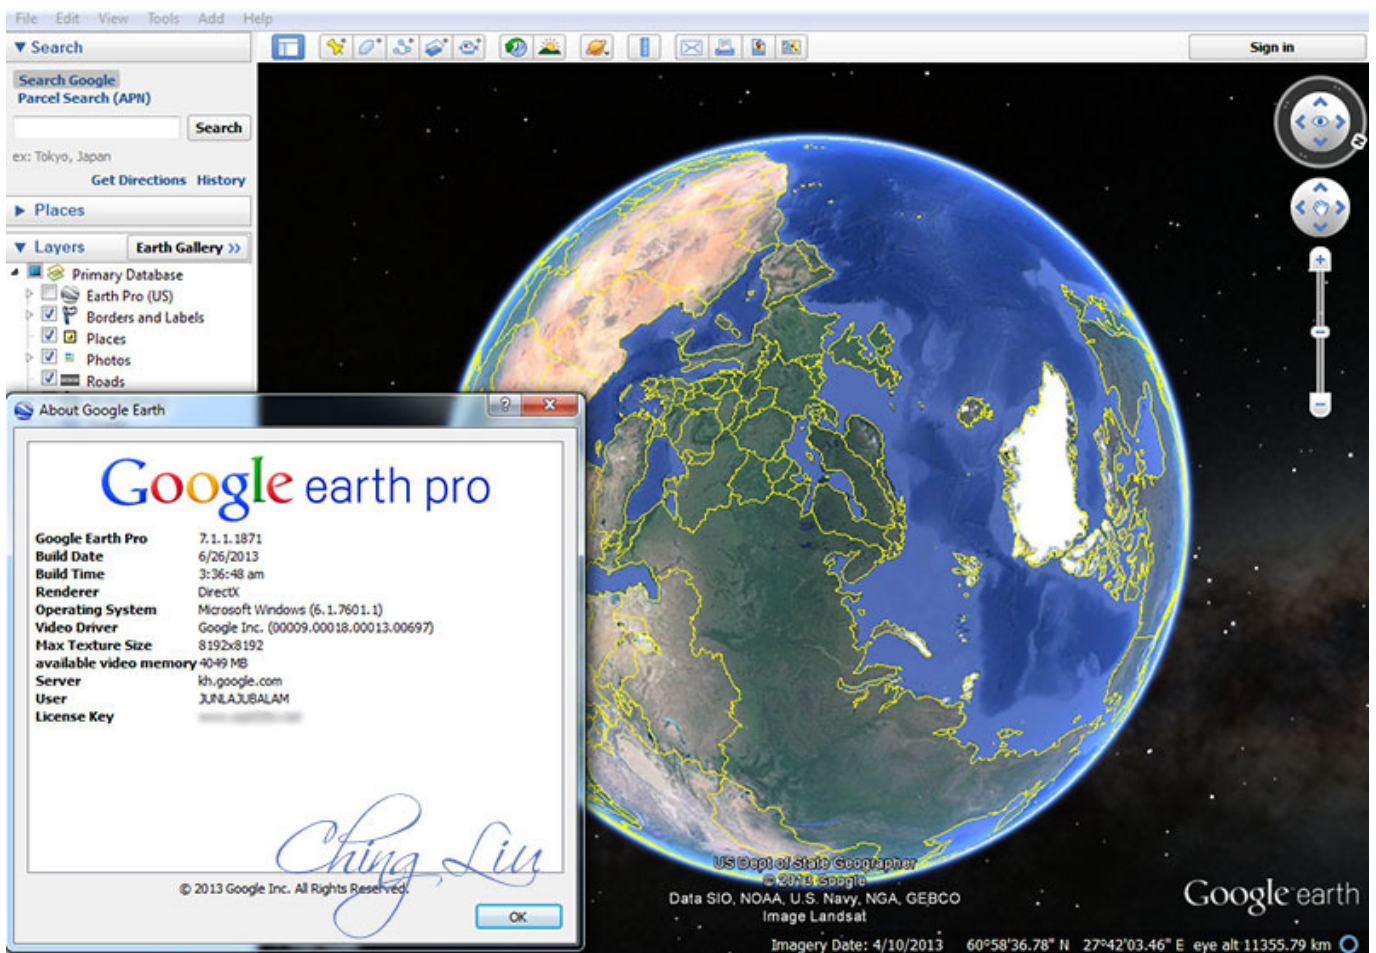 File Edit View Tools Add Help
Search
Sign in
Search Google
Parcel Search (APN)
Search
ex: Tokyo, Japan
Get Directions History
Places
Layers Earth Gallery >>
Primary Database
Earth Pro (US)
Borders and Labels
Places
Photos
Roads
About Google Earth
Google earth pro
Google Earth Pro 7.1.1.1871
Build Date 6/26/2013
Build Time 3:36:48 am
Renderer DirectX
Operating System Microsoft Windows (6.1.7601.1)
Video Driver Google Inc. (00009.00018.00013.00697)
Max Texture Size 8192x8192
available video memory 4049 MB
Server kh.google.com
User JUNLAJUBALAM
License Key
Ching Liu
© 2013 Google Inc. All Rights Reserved.
OK
N
US Dept of State Geographer
© 2013 Google
Data SIO, NOAA, U.S. Navy, NGA, GEBCO
Image Landsat
Google earth
Imagery Date: 4/10/2013 60°58'36.78" N 27°42'03.46" E eye alt 11355.79 km